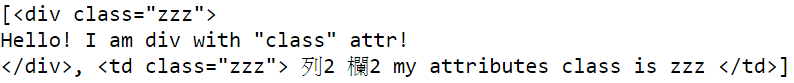 [<div class="zzz">
Hello! I am div with "class" attr!
</div>, <td class="zzz"> 列2 欄2 my attributes class is zzz </td>]